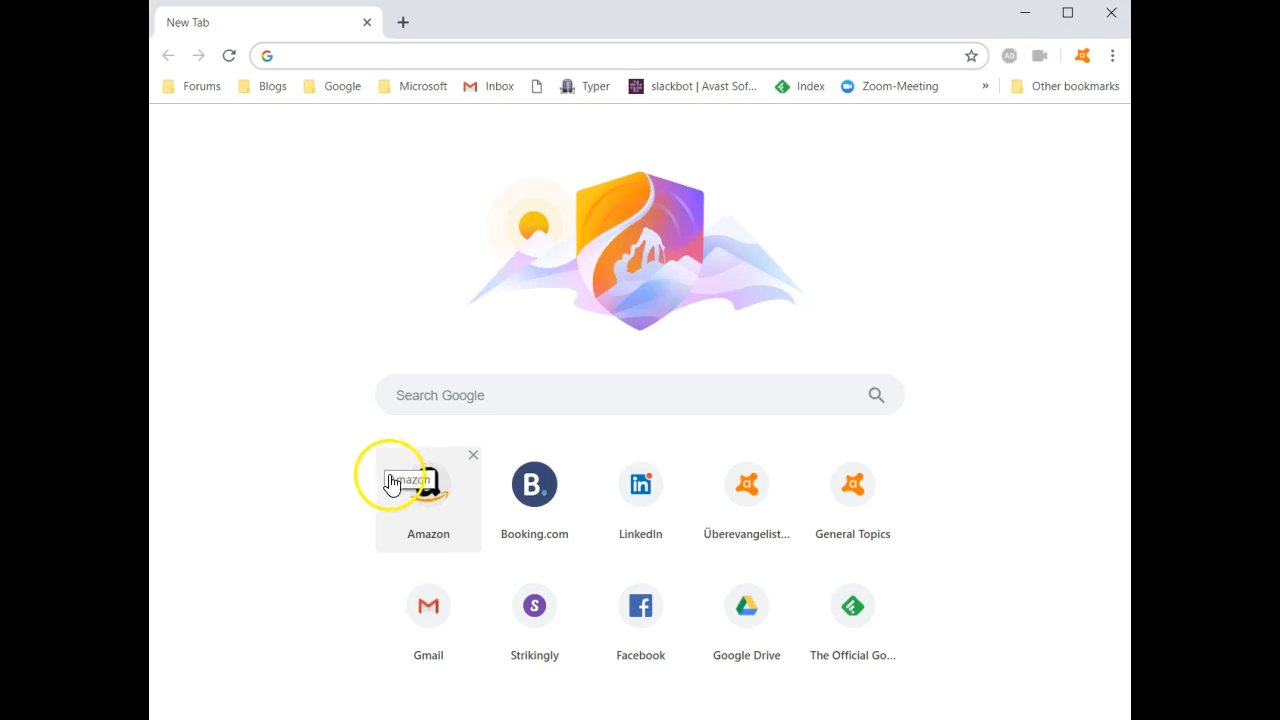 New Tab
Forums Blogs Google Microsoft Inbox Typer slackbot | Avast Sof... Index Zoom-Meeting » Other bookmarks
Search Google
Amazon
Amazon Booking.com LinkedIn Überevangelist... General Topics
Gmail Strikingly Facebook Google Drive The Official Go...